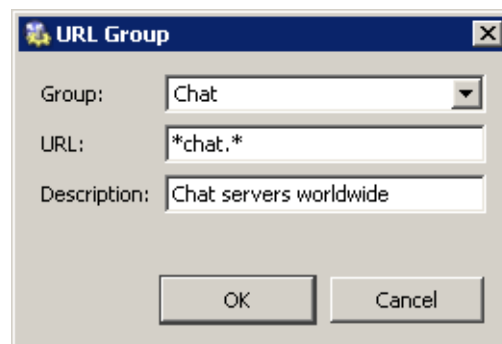 URL Group
Group: Chat
URL: *chat.*
Description: Chat servers worldwide
OK Cancel